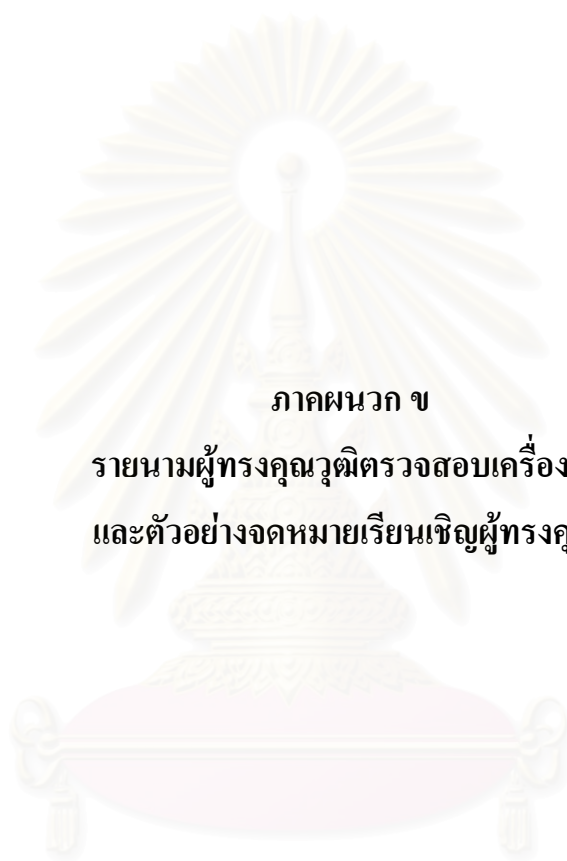 ภาคผนวก ข
รายนามผู้ทรงคุณวุฒิตรวจสอบเครื่อง
และตัวอย่างจดหมายเรียนเชิญผู้ทรงคุ